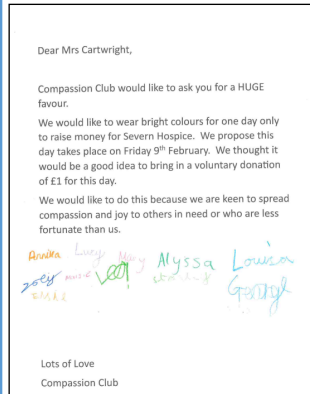 Dear Mrs Cartwright,
Compassion Club would like to ask you for a HUGE
favour.
We would like to wear bright colours for one day only
to raise money for Severn Hospice. We propose this
day takes place on Friday 9th February. We thought it
would be a good idea to bring in a voluntary donation
of £1 for this day.
We would like to do this because we are keen to spread
compassion and joy to others in need or who are less
fortunate than us.
Annika Lucy Mary Alyssa Louisa
Zoey George
Lots of Love
Compassion Club